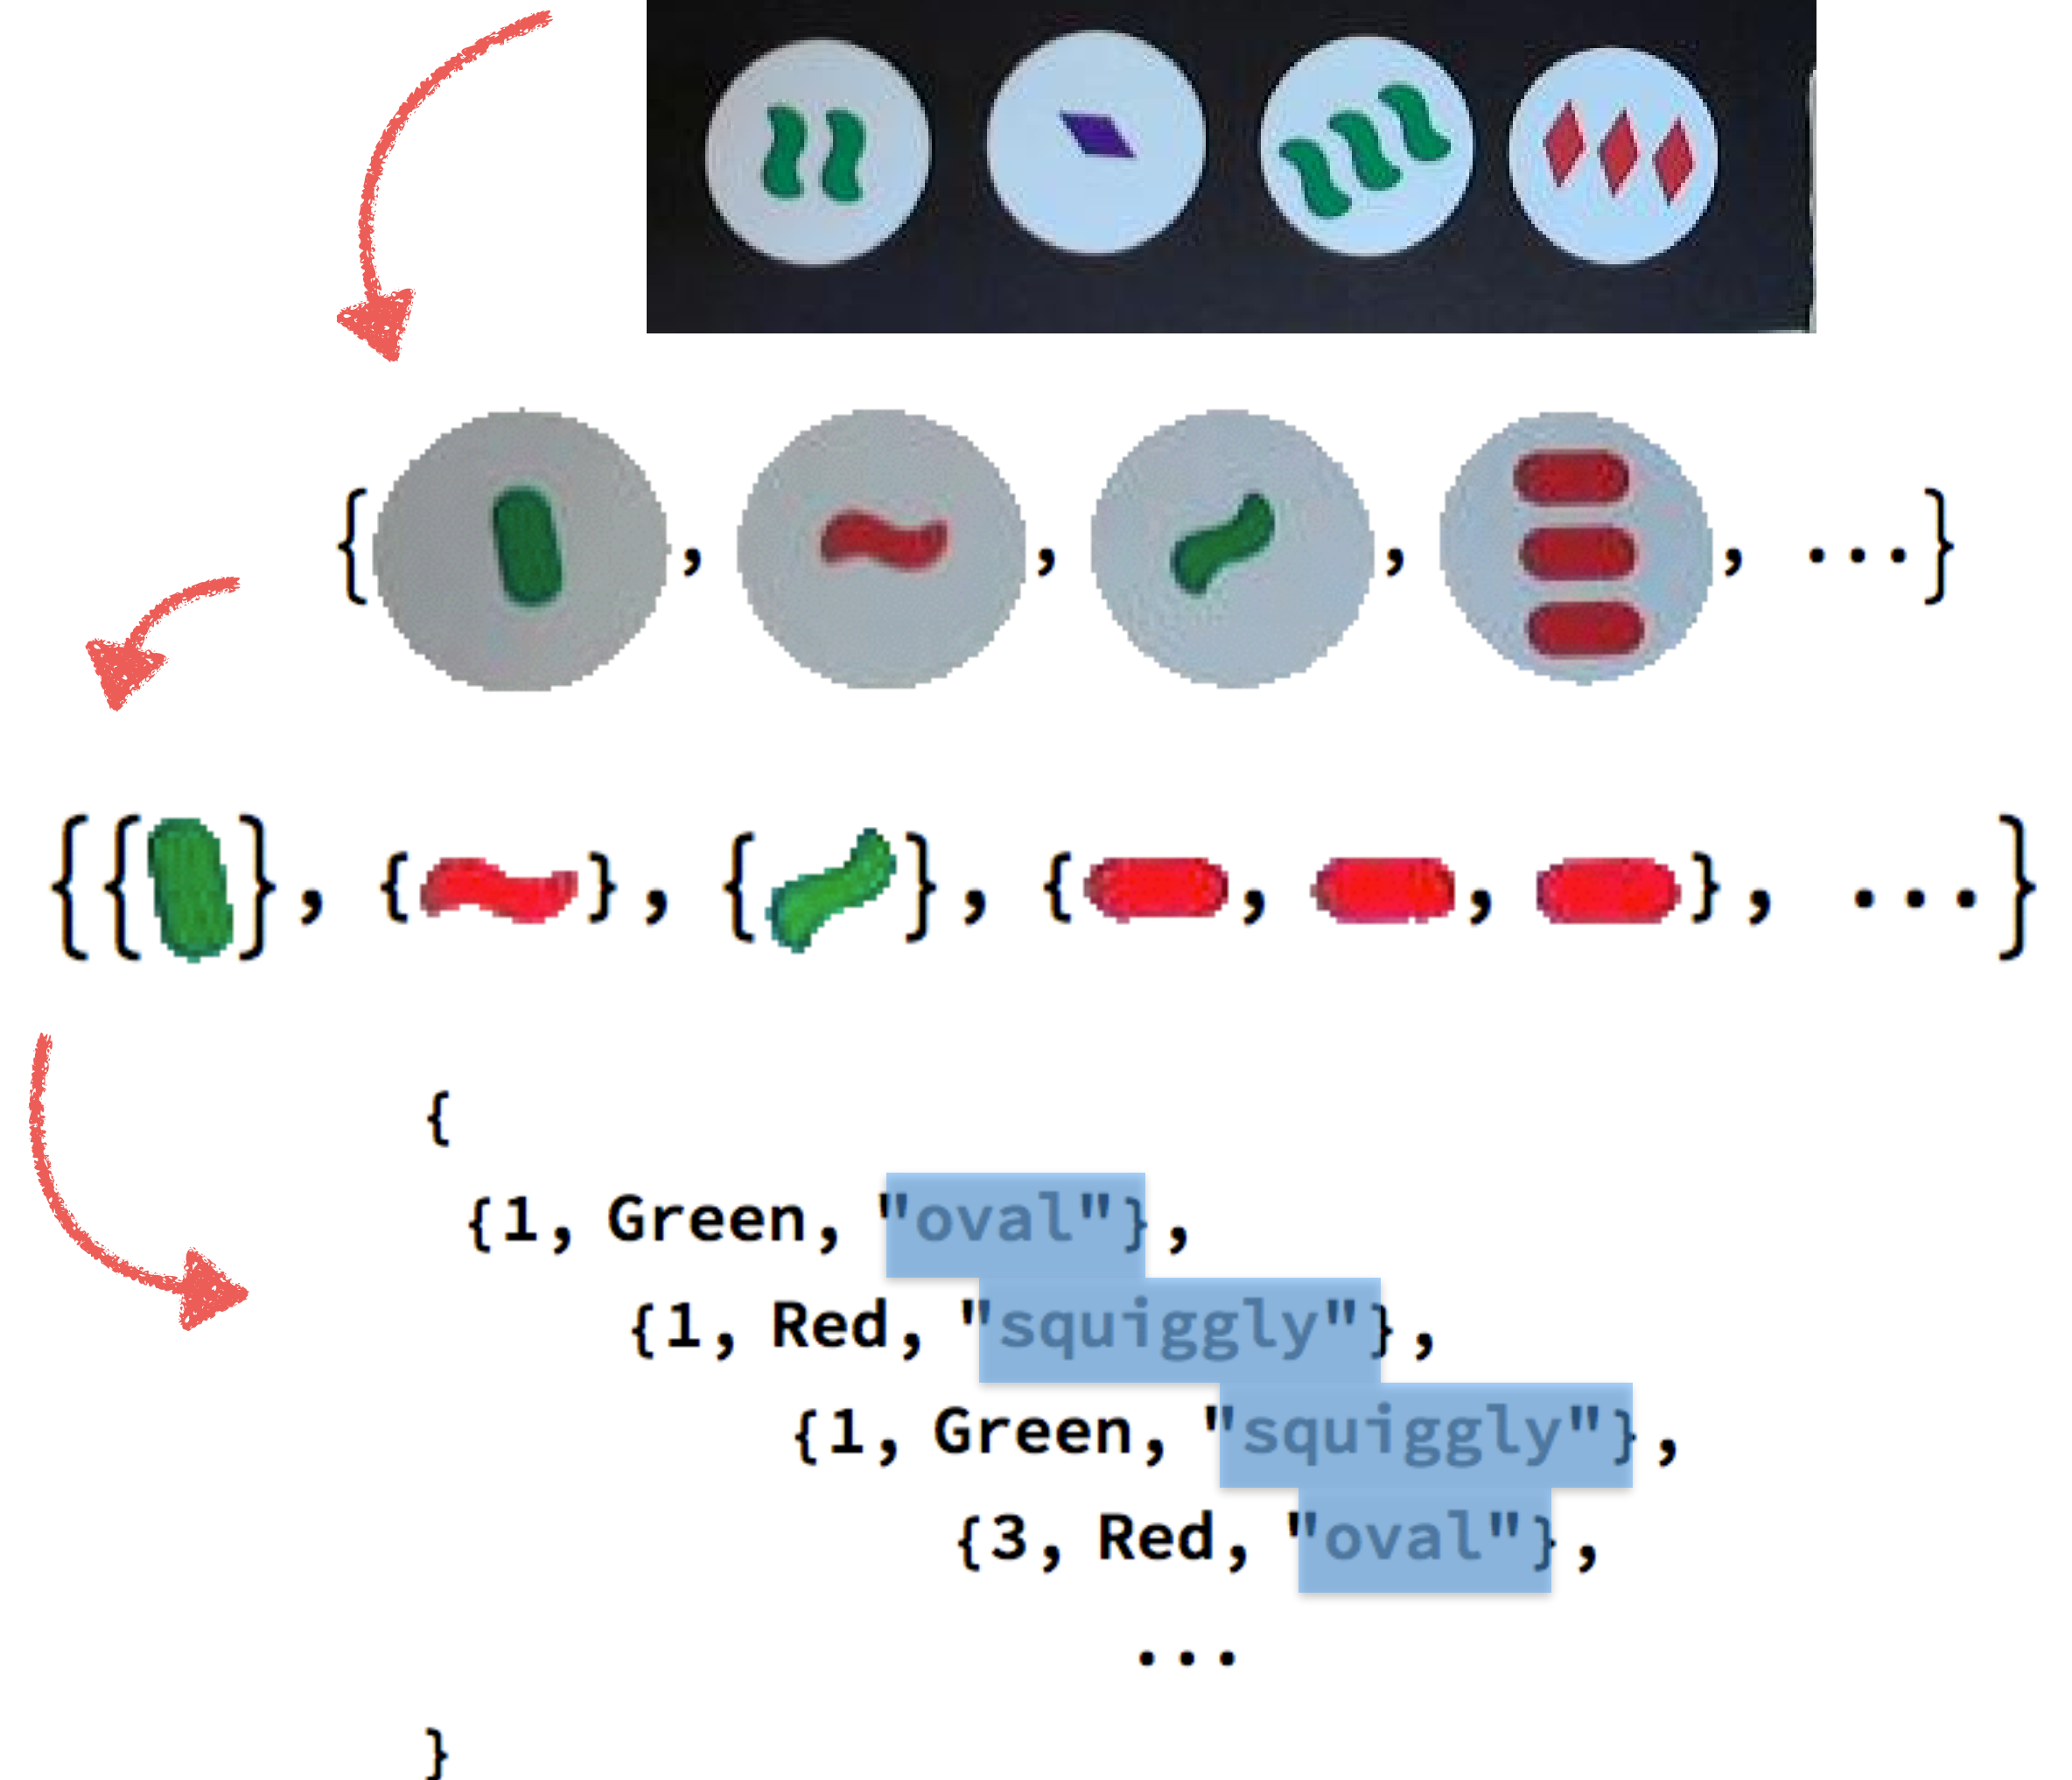 { , , , , ...}
{{ }, { }, { }, { , , }, ...}
{
{1, Green, "oval"},
{1, Red, "squiggly"},
{1, Green, "squiggly"},
{3, Red, "oval"},
...
}